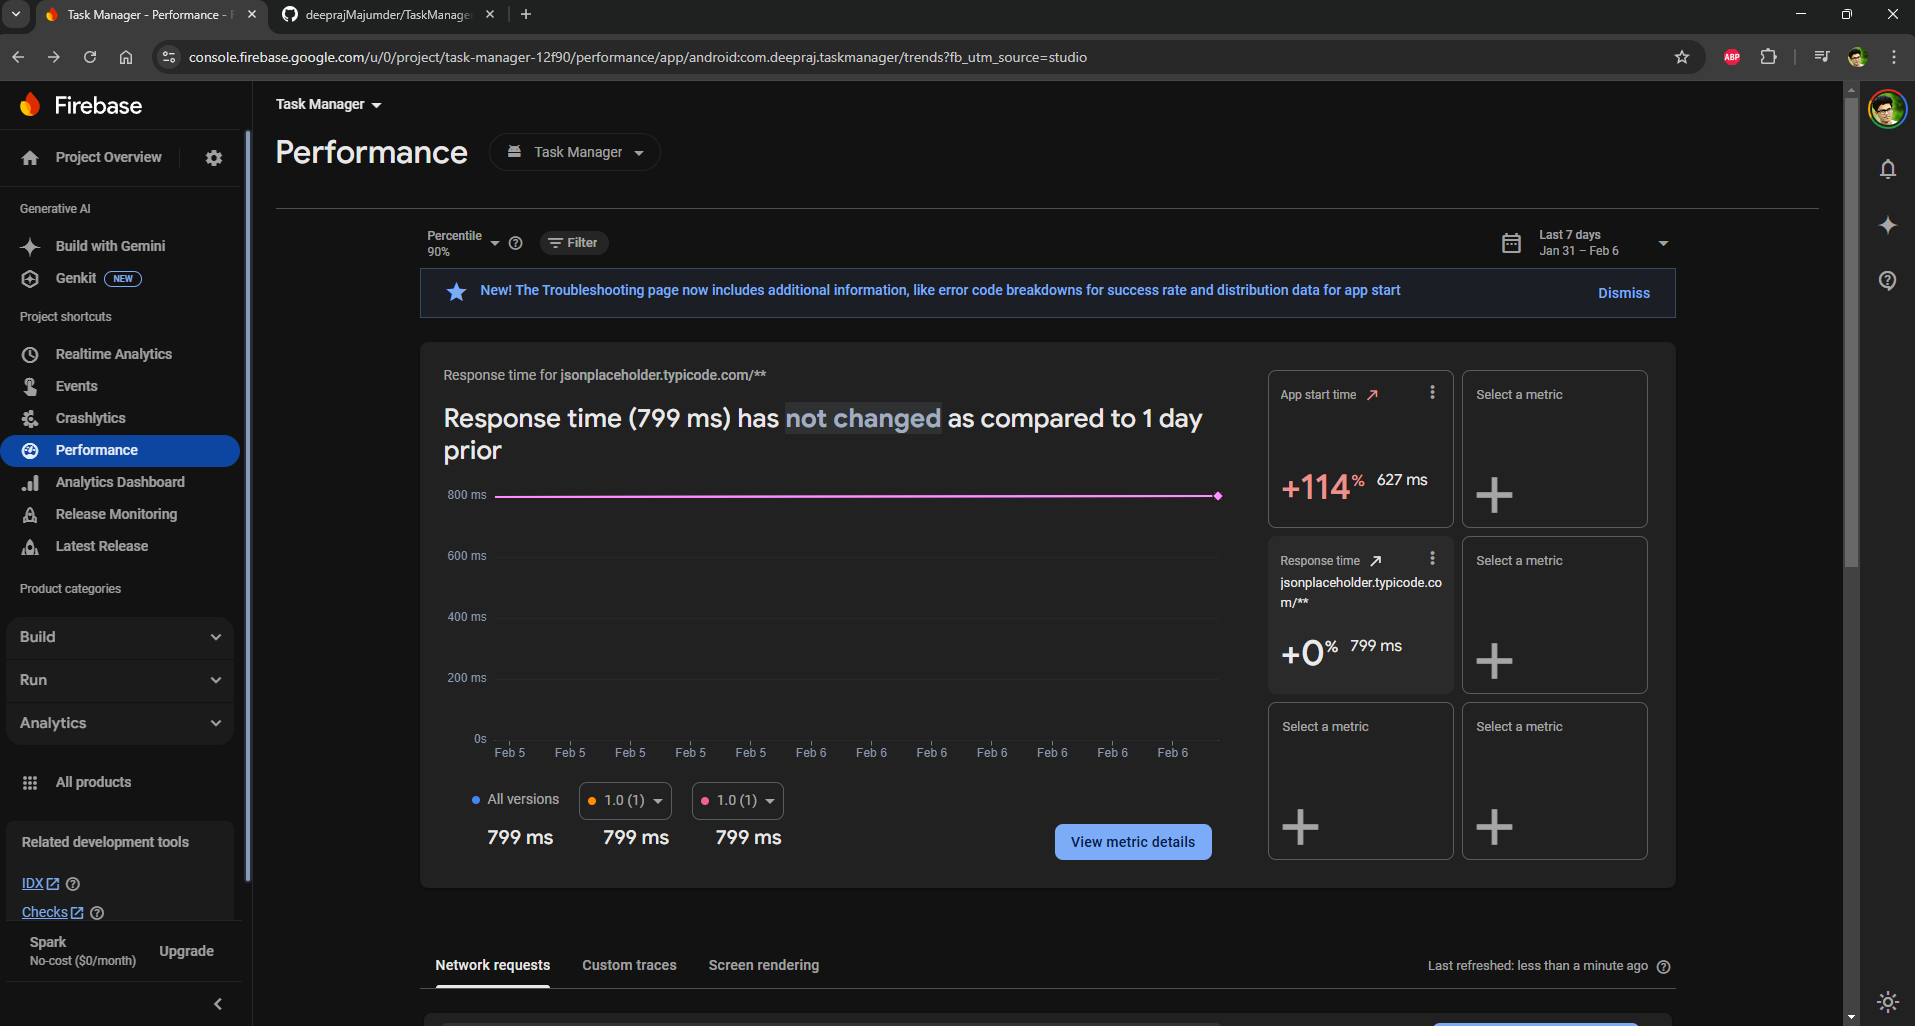 Task Manager - Performance - F
deeprajMajumder/TaskManage
console.firebase.google.com/u/0/project/task-manager-12f90/performance/app/android:com.deepraj.taskmanager/trends?fb_utm_source=studio
ABP
Firebase
Project Overview
Generative AI
Build with Gemini
Genkit NEW
Project shortcuts
Realtime Analytics
Events
Crashlytics
Performance
Analytics Dashboard
Release Monitoring
Latest Release
Product categories
Build
Run
Analytics
All products
Related development tools
IDX
Checks
Spark
No-cost ($0/month)
Upgrade
Task Manager
Performance
Task Manager
Percentile
90%
Filter
Last 7 days
Jan 31 – Feb 6
New! The Troubleshooting page now includes additional information, like error code breakdowns for success rate and distribution data for app start
Dismiss
Response time for jsonplaceholder.typicode.com/**
Response time (799 ms) has not changed as compared to 1 day
prior
800 ms
600 ms
400 ms
200 ms
0s
Feb 5 Feb 5 Feb 5 Feb 5 Feb 5 Feb 6 Feb 6 Feb 6 Feb 6 Feb 6 Feb 6 Feb 6
All versions 1.0 (1) 1.0 (1)
799 ms 799 ms 799 ms
View metric details
App start time
+114% 627 ms
Select a metric
Response time
jsonplaceholder.typicode.co
m/**
+0% 799 ms
Select a metric
Select a metric
Select a metric
Network requests Custom traces Screen rendering
Last refreshed: less than a minute ago